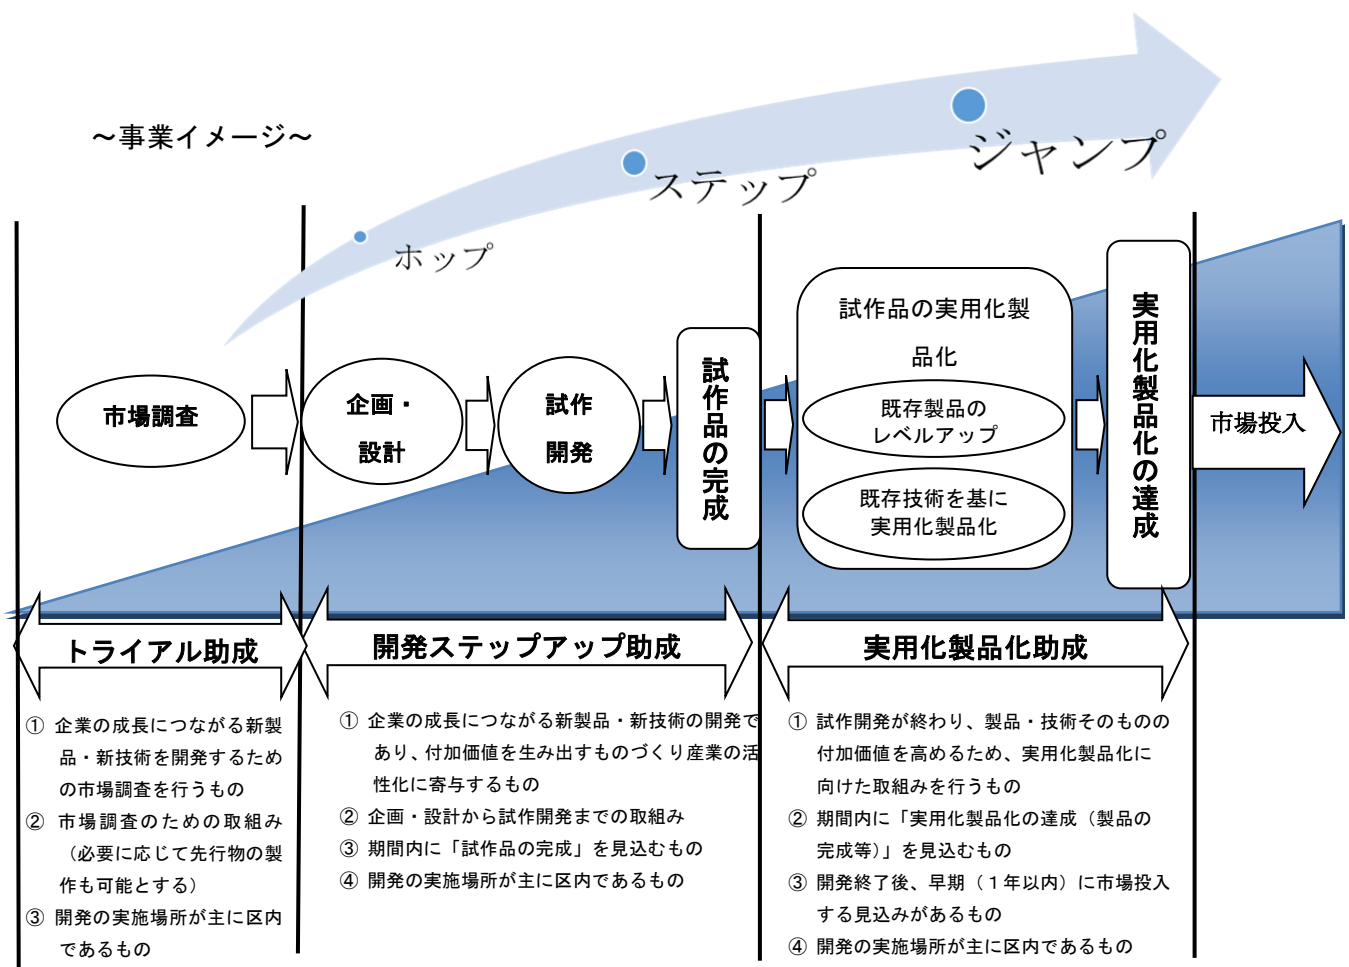 ～事業イメージ～
ホップ
ステップ
ジャンプ
市場調査
企画・
設計
試作
開発
試作品の完成
試作品の実用化製
品化
既存製品の
レベルアップ
既存技術を基に
実用化製品化
実用化製品化の達成
市場投入
トライアル助成
① 企業の成長につながる新製
品・新技術を開発するため
の市場調査を行うもの
② 市場調査のための取組み
（必要に応じて先行物の製
作も可能とする）
③ 開発の実施場所が主に区内
であるもの
開発ステップアップ助成
① 企業の成長につながる新製品・新技術の開発で
あり、付加価値を生み出すものづくり産業の活
性化に寄与するもの
② 企画・設計から試作開発までの取組み
③ 期間内に「試作品の完成」を見込むもの
④ 開発の実施場所が主に区内であるもの
実用化製品化助成
① 試作開発が終わり、製品・技術そのものの
付加価値を高めるため、実用化製品化に
向けた取組みを行うもの
② 期間内に「実用化製品化の達成（製品の
完成等）」を見込むもの
③ 開発終了後、早期（１年以内）に市場投入
する見込みがあるもの
④ 開発の実施場所が主に区内であるもの